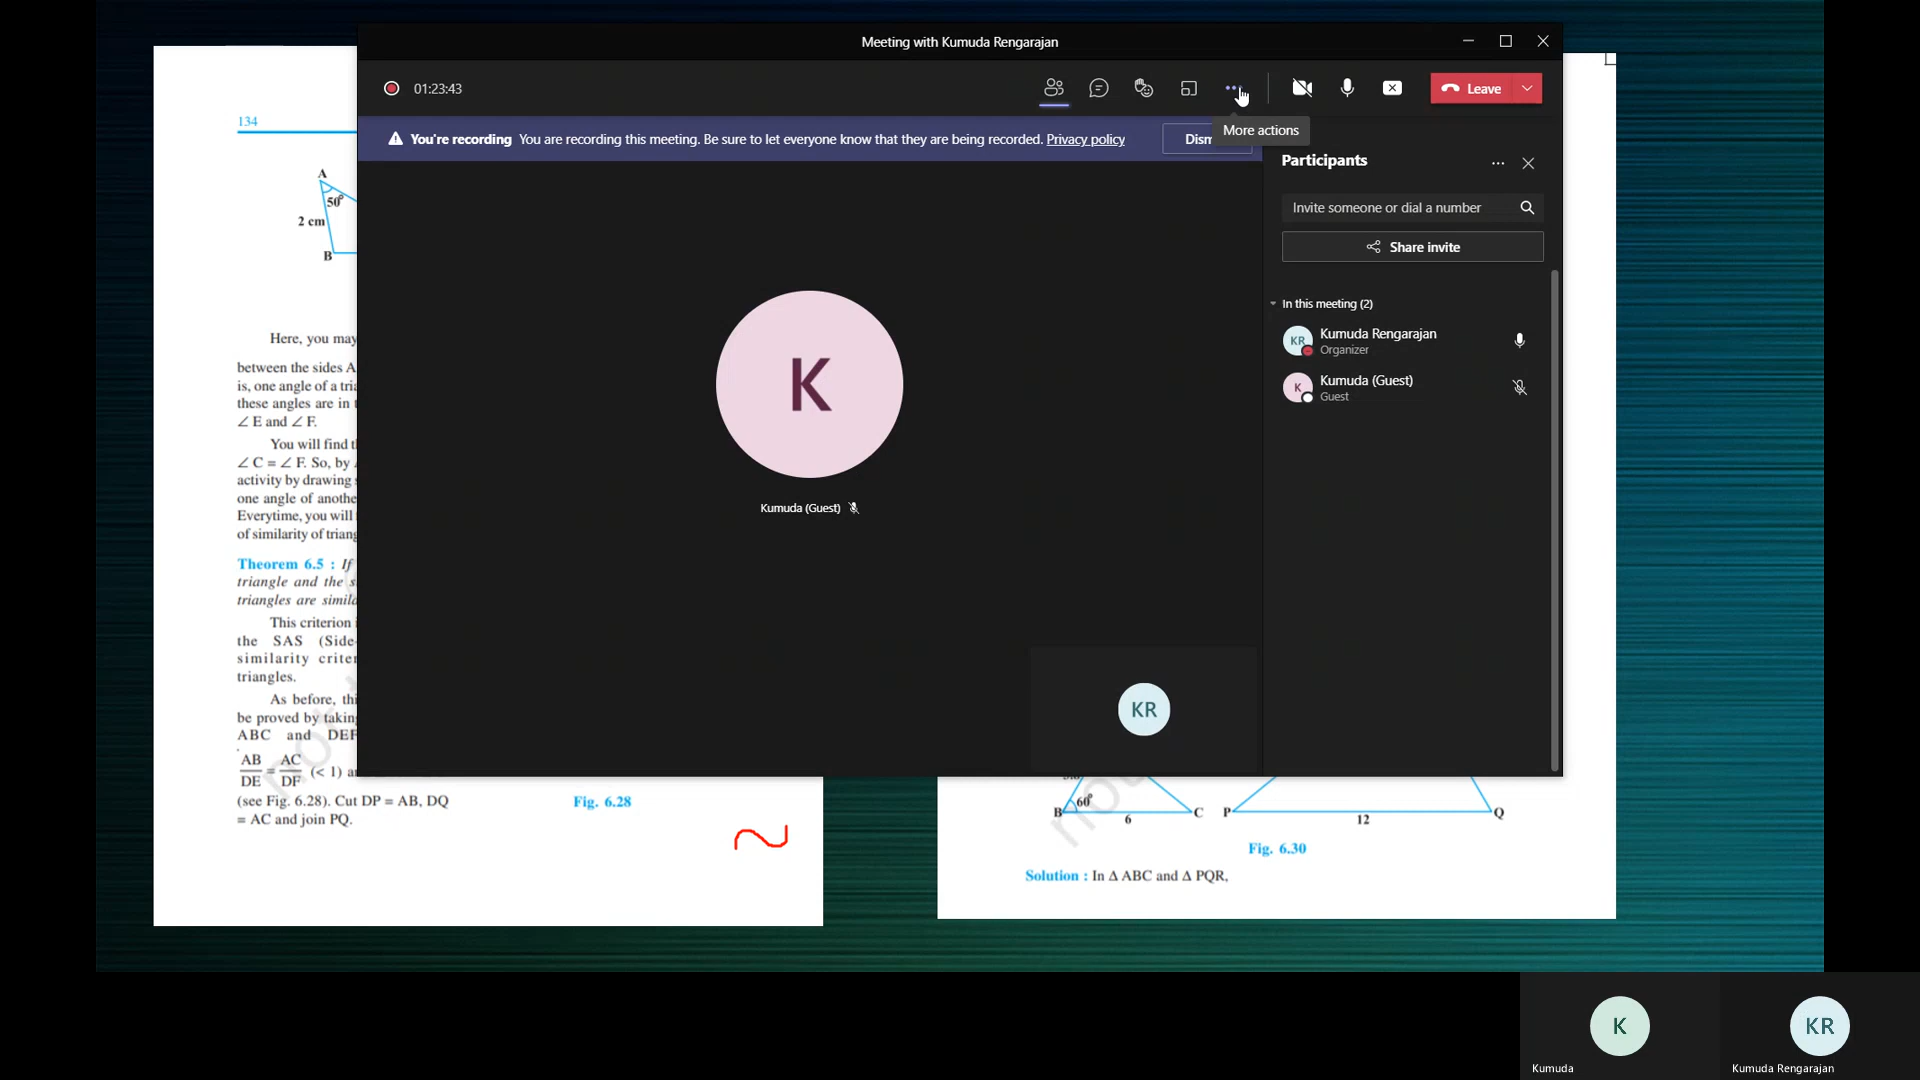 Meeting with Kumuda Rengarajan
01:23:43
Leave
More actions
You're recording You are recording this meeting. Be sure to let everyone know that they are being recorded. Privacy policy
Dism
Participants
Invite someone or dial a number
Share invite
In this meeting (2)
KR
Kumuda Rengarajan
Organizer
K
Kumuda (Guest)
Guest
K
Kumuda (Guest)
KR
134
A
50°
2 cm
B
Here, you may
between the sides A
is, one angle of a tria
these angles are in t
∠ E and ∠ F.
You will find t
∠ C = ∠ F. So, by
activity by drawing
one angle of anothe
Everytime, you will
of similarity of triang
Theorem 6.5 : If
triangle and the s
triangles are simila
This criterion
the SAS (Side-
similarity criter
triangles.
As before, thi
be proved by taking
ABC and DEF
AB/DE = AC/DF (< 1) an
(see Fig. 6.28). Cut DP = AB, DQ
= AC and join PQ.
Fig. 6.28
B 60° C P Q
6 12
Fig. 6.30
Solution : In Δ ABC and Δ PQR,
K
Kumuda
KR
Kumuda Rengarajan